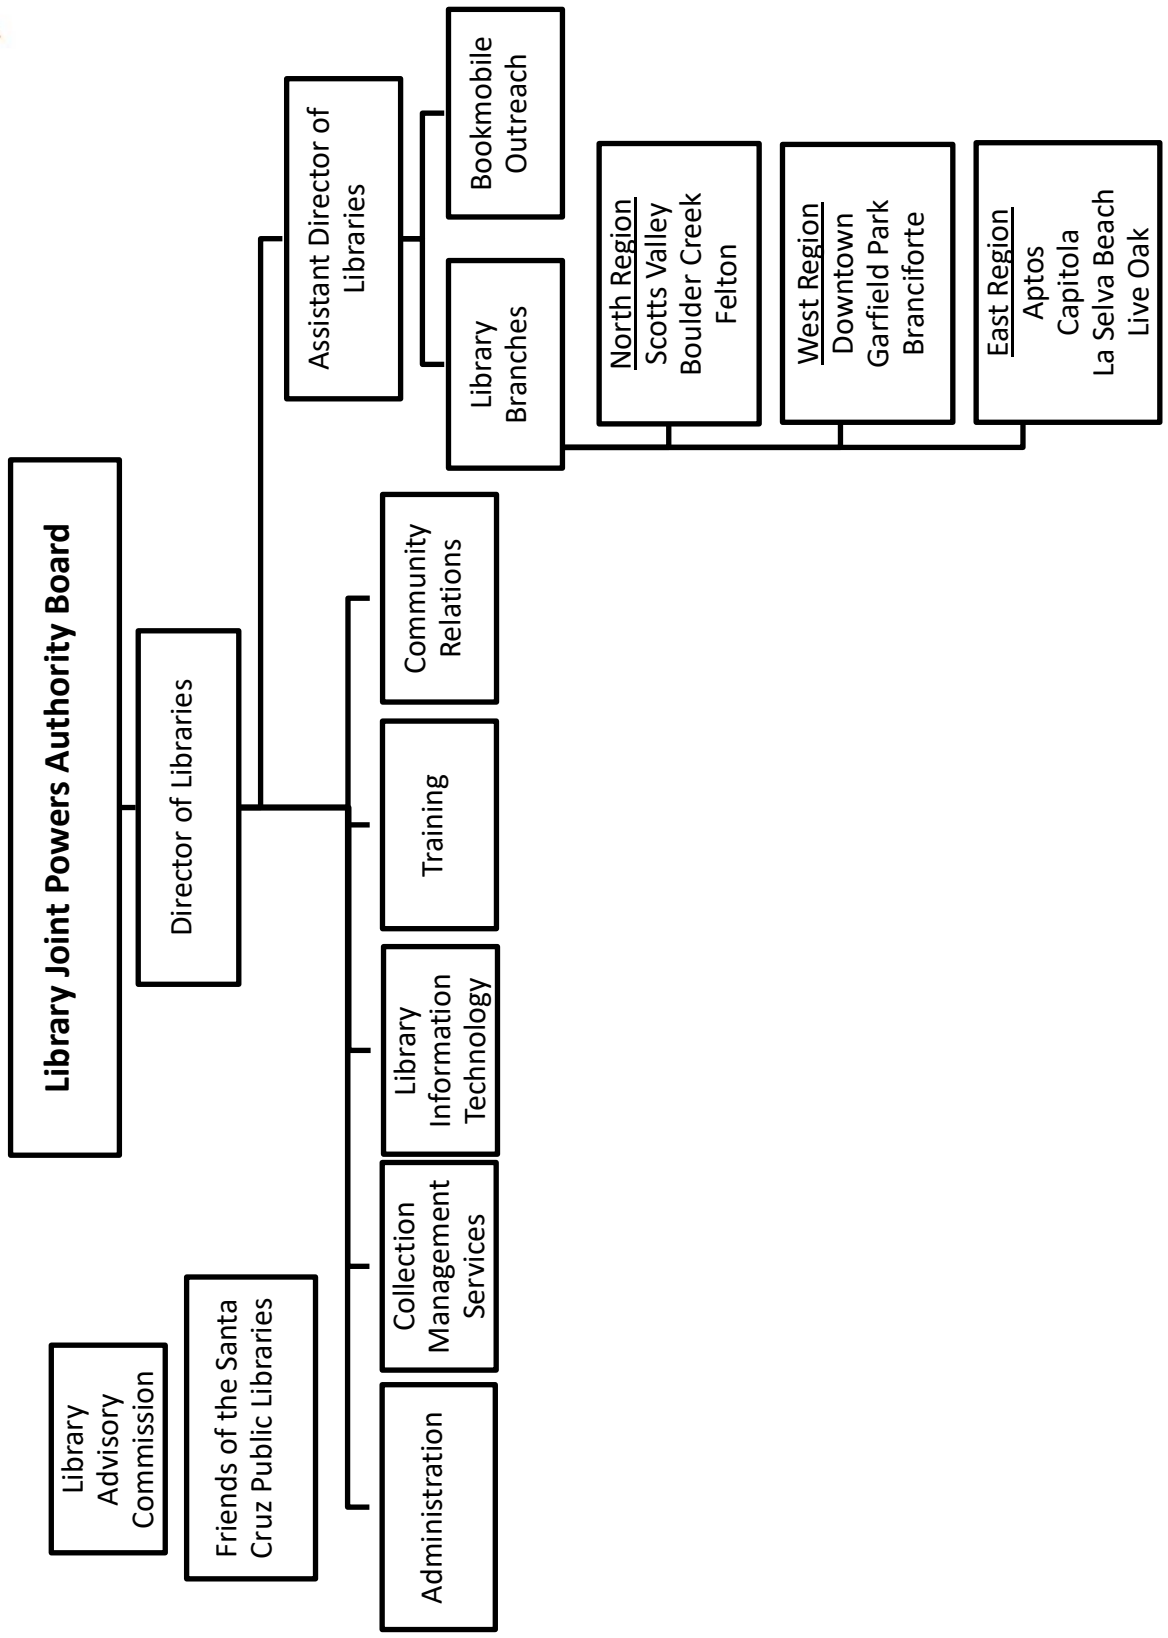 Library Joint Powers Authority Board
Library
Advisory
Commission
Friends of the Santa
Cruz Public Libraries
Director of Libraries
Assistant Director of
Libraries
Administration
Collection
Management
Services
Library
Information
Technology
Training
Community
Relations
Library
Branches
Bookmobile
Outreach
North Region
Scotts Valley
Boulder Creek
Felton
West Region
Downtown
Garfield Park
Branciforte
East Region
Aptos
Capitola
La Selva Beach
Live Oak